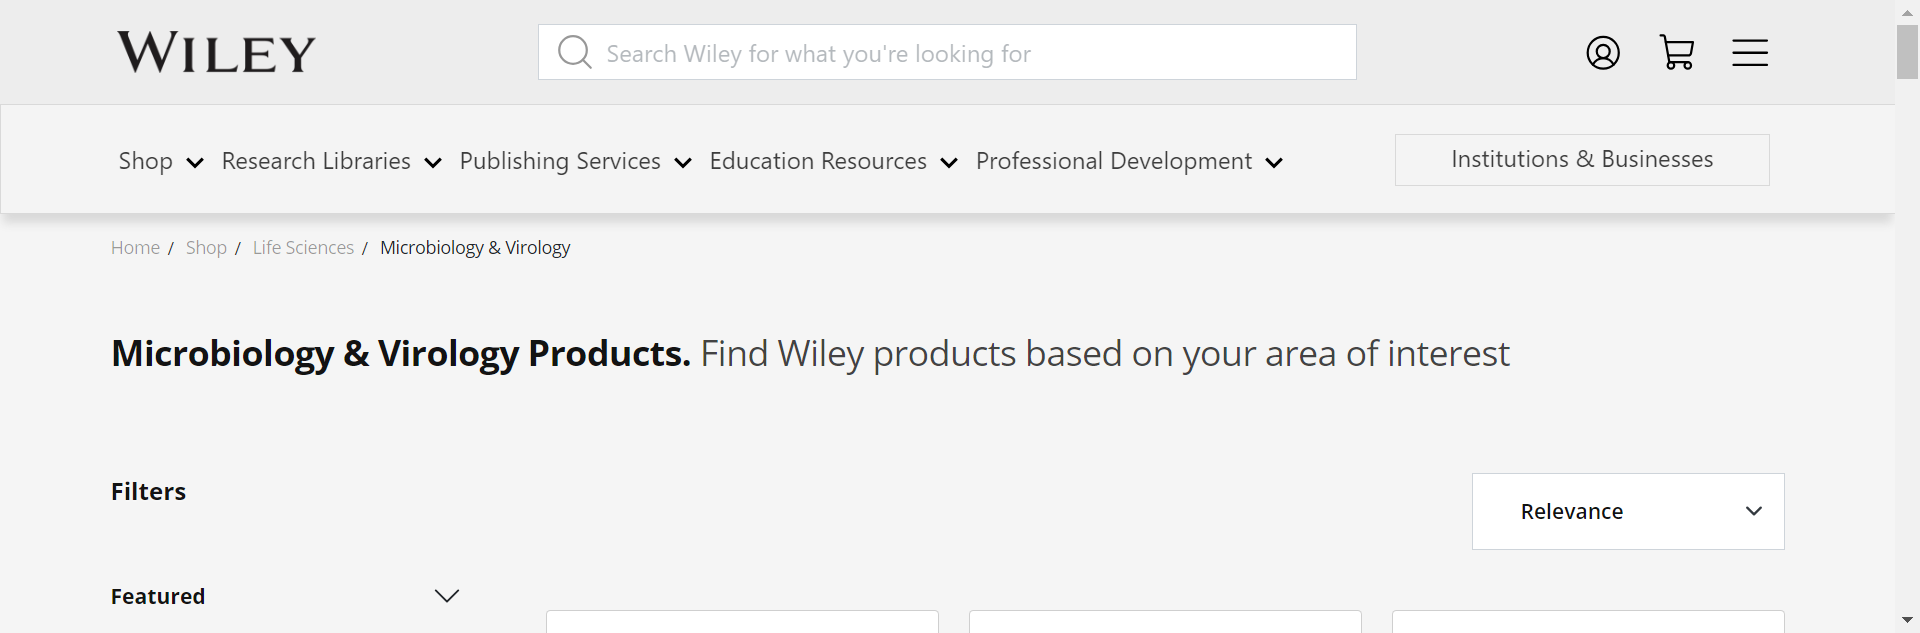 WILEY
Search Wiley for what you're looking for
Shop Research Libraries Publishing Services Education Resources Professional Development Institutions & Businesses
Home / Shop / Life Sciences / Microbiology & Virology
Microbiology & Virology Products. Find Wiley products based on your area of interest
Filters
Relevance
Featured